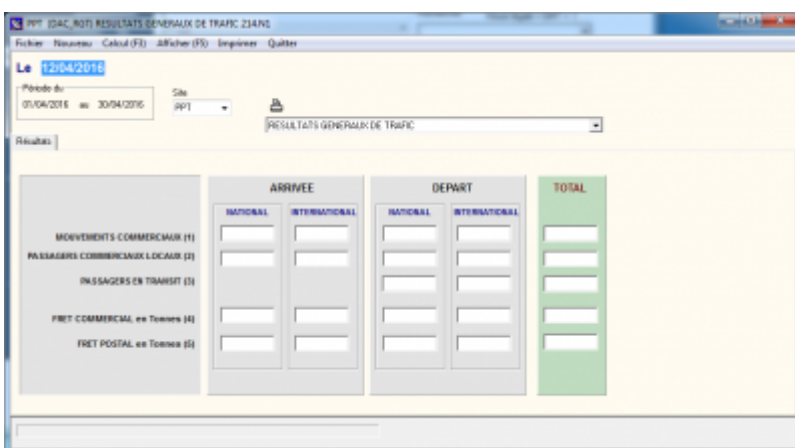 PPT (DAC_RGT) RESULTATS GENERAUX DE TRAFIC 214.N1
Fichier Nouveau Calcul (F3) Afficher (F5) Imprimer Quitter
Le 12/04/2016
Période du
01/04/2016 au 30/04/2016
Site
PPT
RESULTATS GENERAUX DE TRAFIC
Résultats
ARRIVEE DEPART TOTAL
NATIONAL INTERNATIONAL NATIONAL INTERNATIONAL
MOUVEMENTS COMMERCIAUX (1)
PASSAGERS COMMERCIAUX LOCAUX (2)
PASSAGERS EN TRANSIT (3)
FRET COMMERCIAL en Tonnes (4)
FRET POSTAL en Tonnes (5)